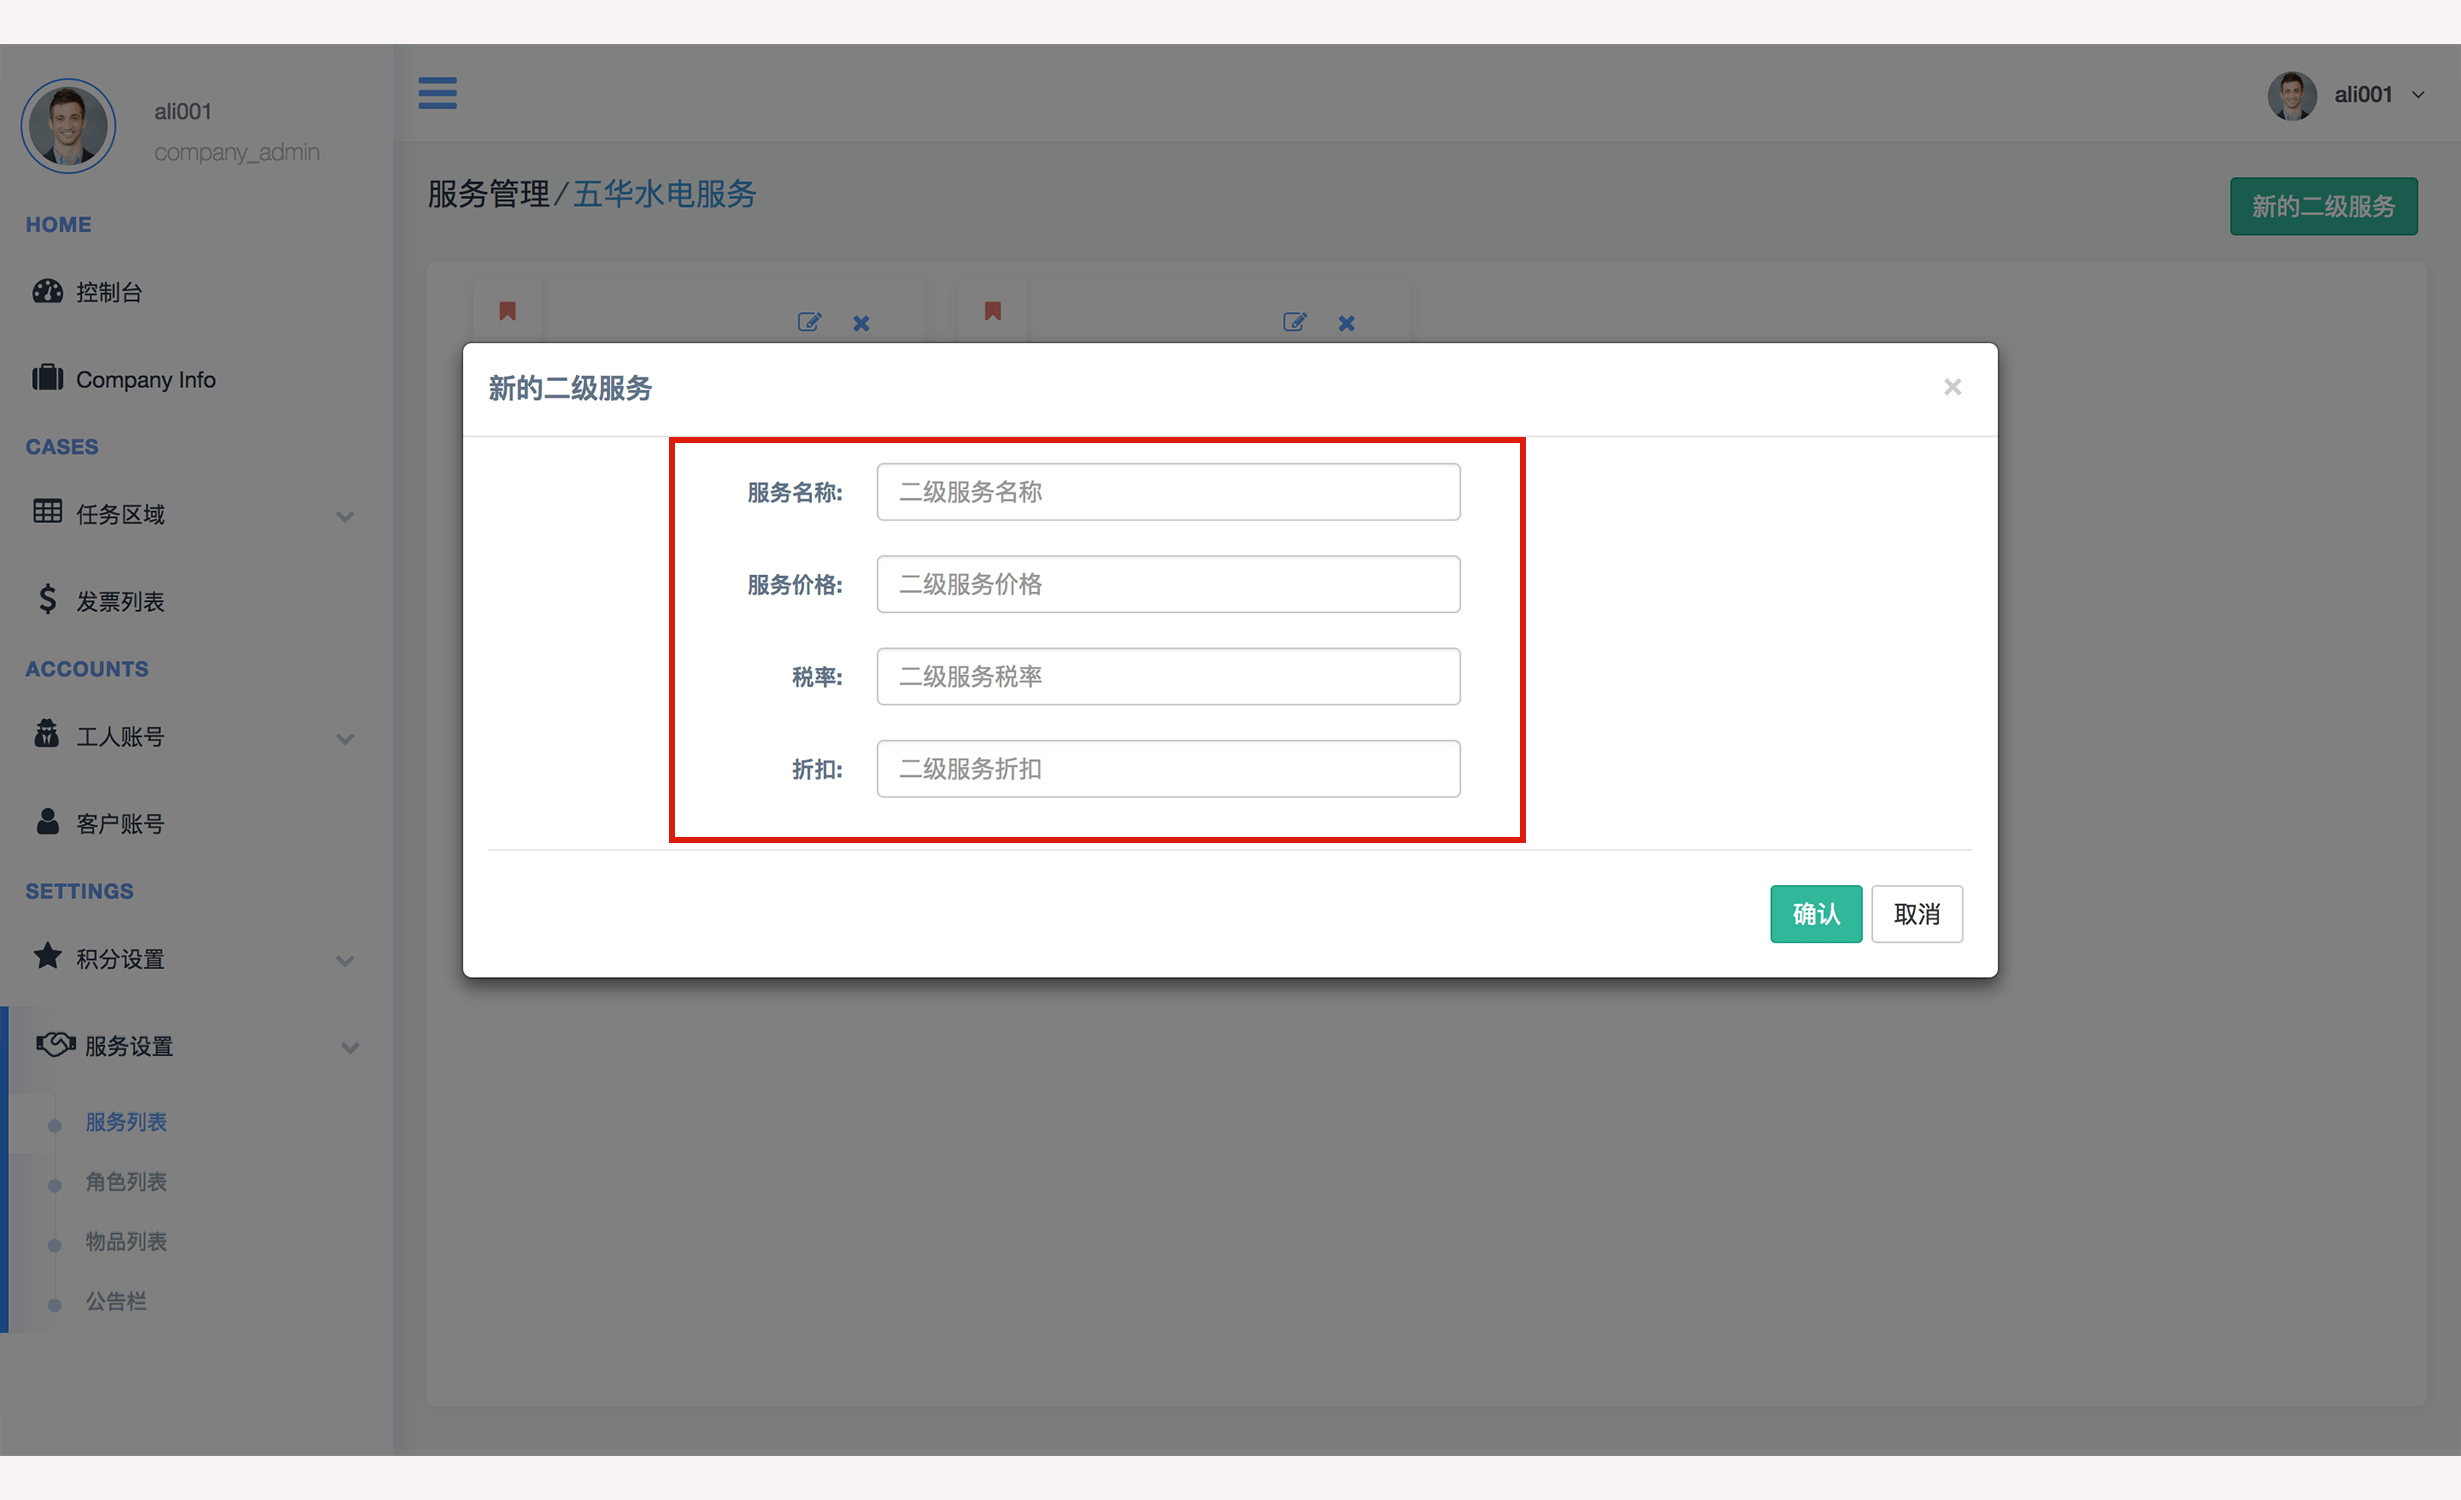 ali001
company_admin
HOME
控制台
Company Info
CASES
任务区域
发票列表
ACCOUNTS
工人账号
客户账号
SETTINGS
积分设置
服务设置
服务列表
角色列表
物品列表
公告栏
ali001
服务管理/五华水电服务
新的二级服务
新的二级服务
×
服务名称: 二级服务名称
服务价格: 二级服务价格
税率: 二级服务税率
折扣: 二级服务折扣
确认 取消